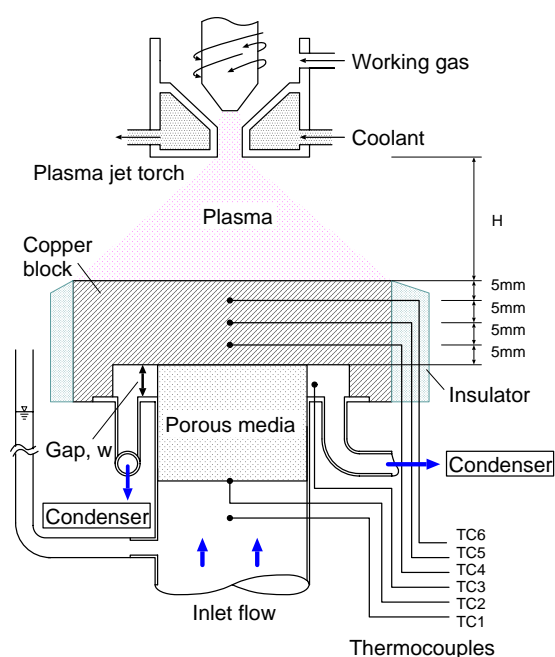 Working gas
Coolant
Plasma jet torch
Plasma
H
Copper
block
5mm
5mm
5mm
5mm
Insulator
Porous media
Gap, w
Condenser
Condenser
TC6
TC5
TC4
TC3
TC2
TC1
Inlet flow
Thermocouples